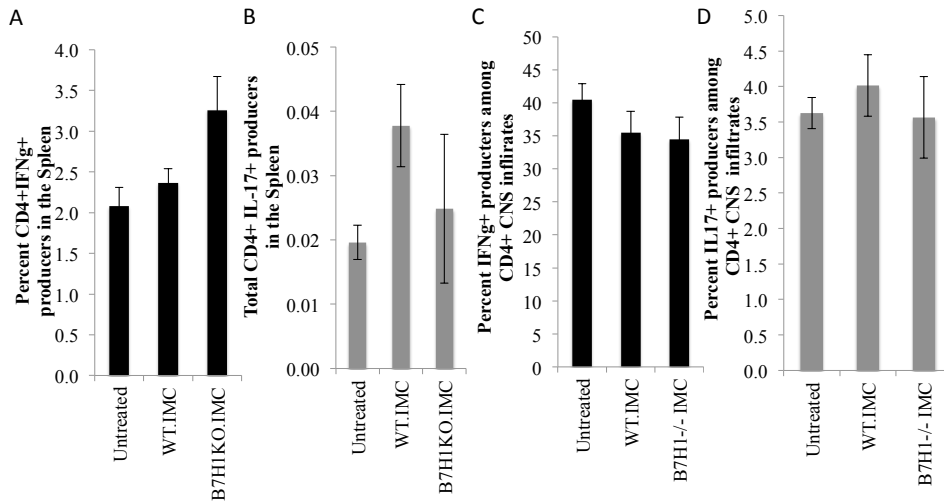 A
Percent CD4+IFNg+
producers in the Spleen
4.0
3.5
3.0
2.5
2.0
1.5
1.0
0.5
0.0
Untreated
WT.IMC
B7H1KO.IMC
B
Total CD4+ IL-17+ producers
in the Spleen
0.05
0.04
0.03
0.02
0.01
0.00
Untreated
WT.IMC
B7H1KO.IMC
C
Percent IFNg+ producters among
CD4+ CNS inflirates
50
45
40
35
30
25
20
15
10
5
0
Untreated
WT.IMC
B7H1-/- IMC
D
Percent IL17+ producers among
CD4+ CNS infiltrates
5.0
4.5
4.0
3.5
3.0
2.5
2.0
1.5
1.0
0.5
0.0
Untreated
WT.IMC
B7H1-/- IMC